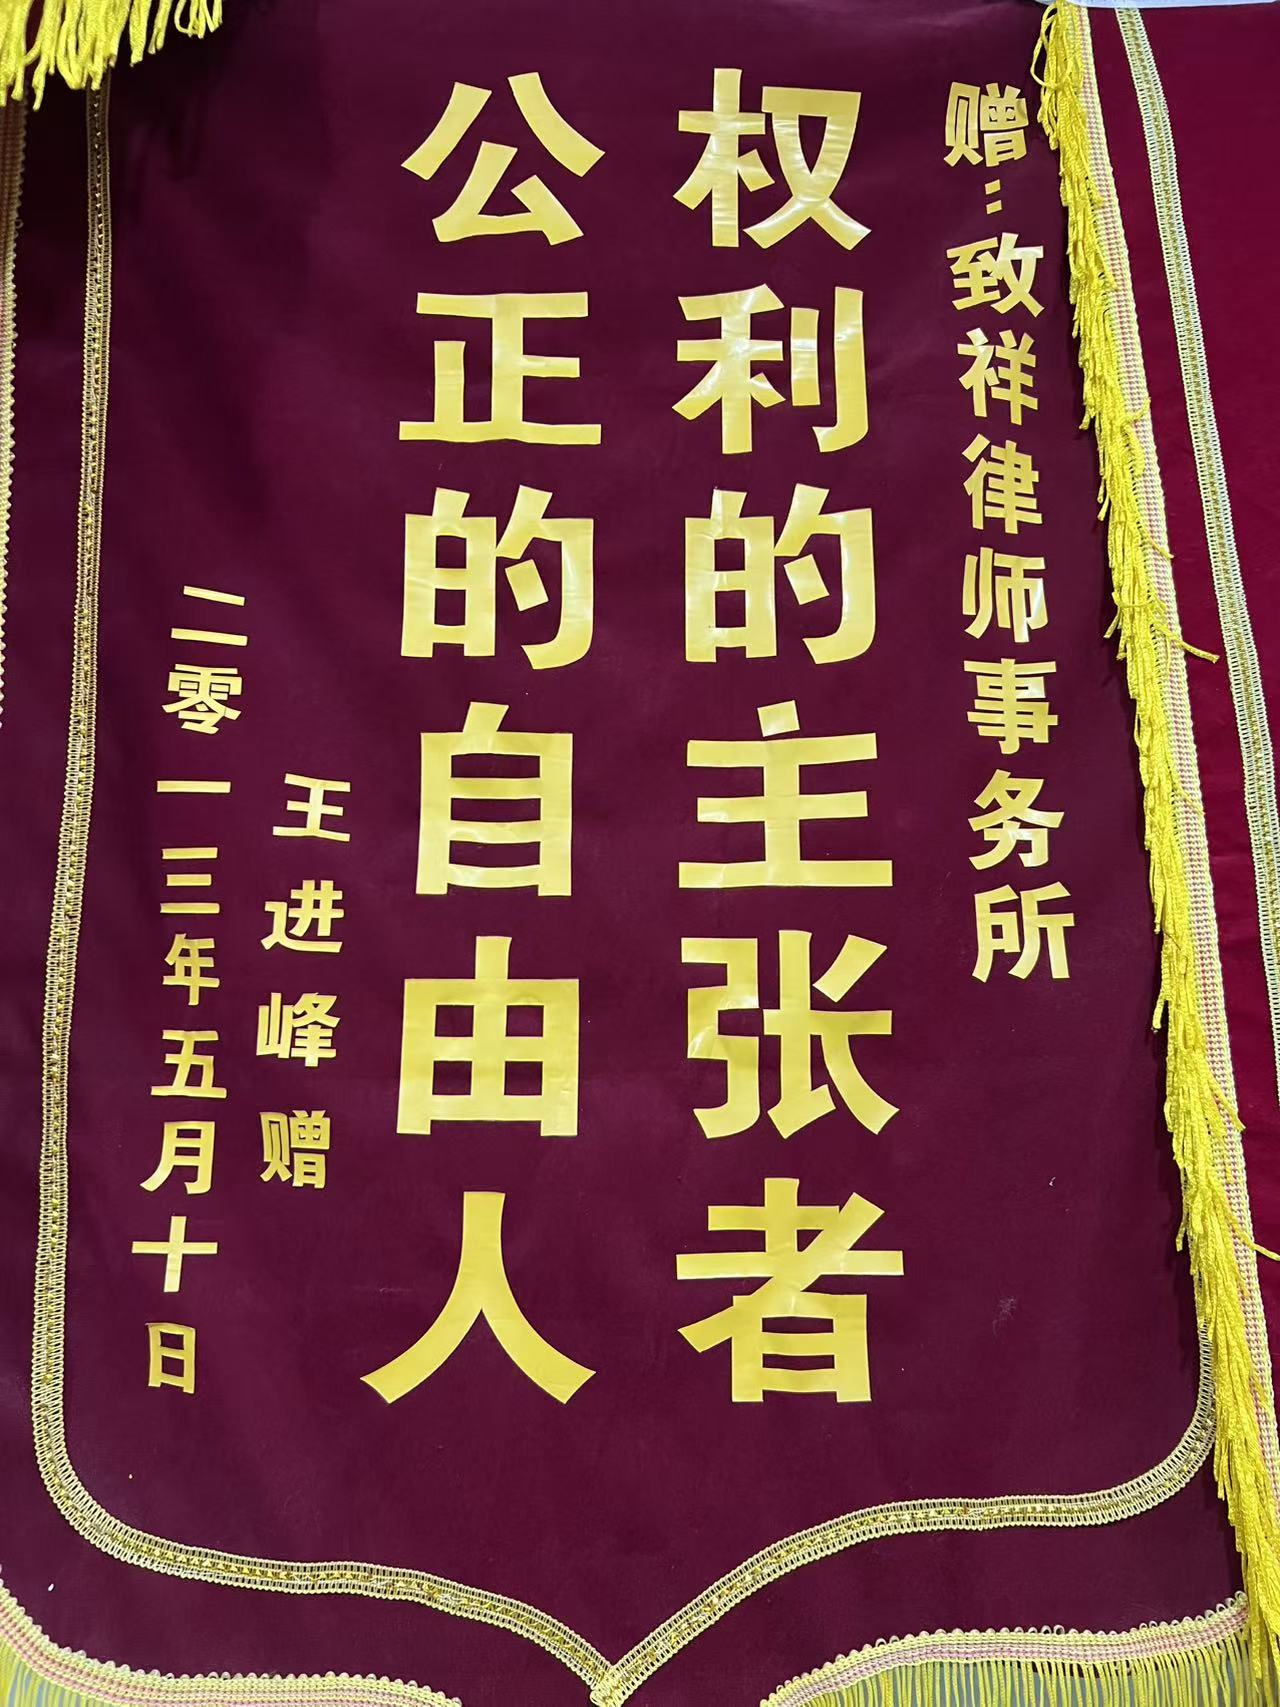 赠:致祥律师事务所
权利的主张者
公正的自由人
王进峰赠
二零一三年五月十日